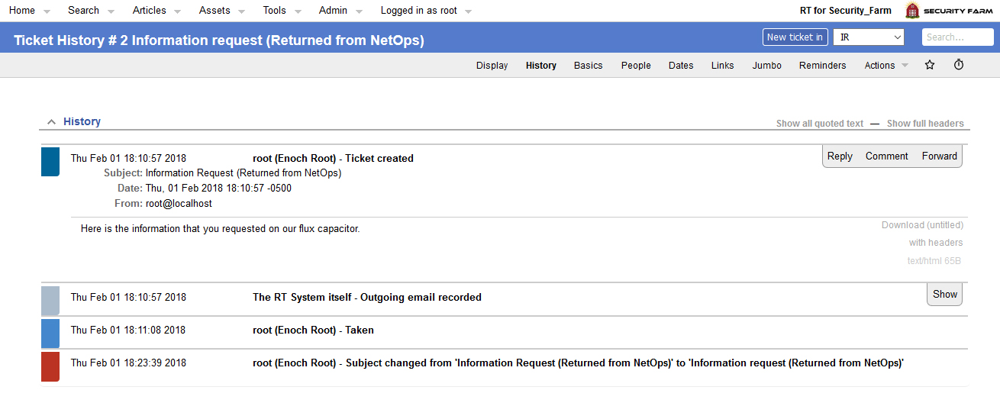 Home Search Articles Assets Tools Admin Logged in as root RT for Security_Farm SECURITY FARM
Ticket History # 2 Information request (Returned from NetOps) New ticket in IR Search...
Display History Basics People Dates Links Jumbo Reminders Actions
History Show all quoted text — Show full headers
Thu Feb 01 18:10:57 2018 root (Enoch Root) - Ticket created Reply Comment Forward
Subject: Information Request (Returned from NetOps)
Date: Thu, 01 Feb 2018 18:10:57 -0500
From: root@localhost
Here is the information that you requested on our flux capacitor. Download (untitled)
with headers
text/html 65B
Thu Feb 01 18:10:57 2018 The RT System itself - Outgoing email recorded Show
Thu Feb 01 18:11:08 2018 root (Enoch Root) - Taken
Thu Feb 01 18:23:39 2018 root (Enoch Root) - Subject changed from 'Information Request (Returned from NetOps)' to 'Information request (Returned from NetOps)'